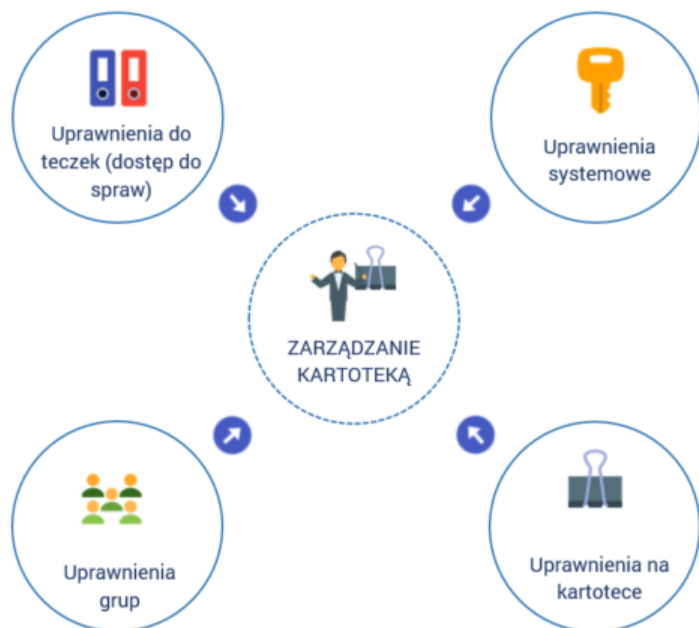 Uprawnienia do
teczek (dostęp do
spraw)
Uprawnienia
systemowe
ZARZĄDZANIE
KARTOTEKĄ
Uprawnienia
grup
Uprawnienia na
kartotece